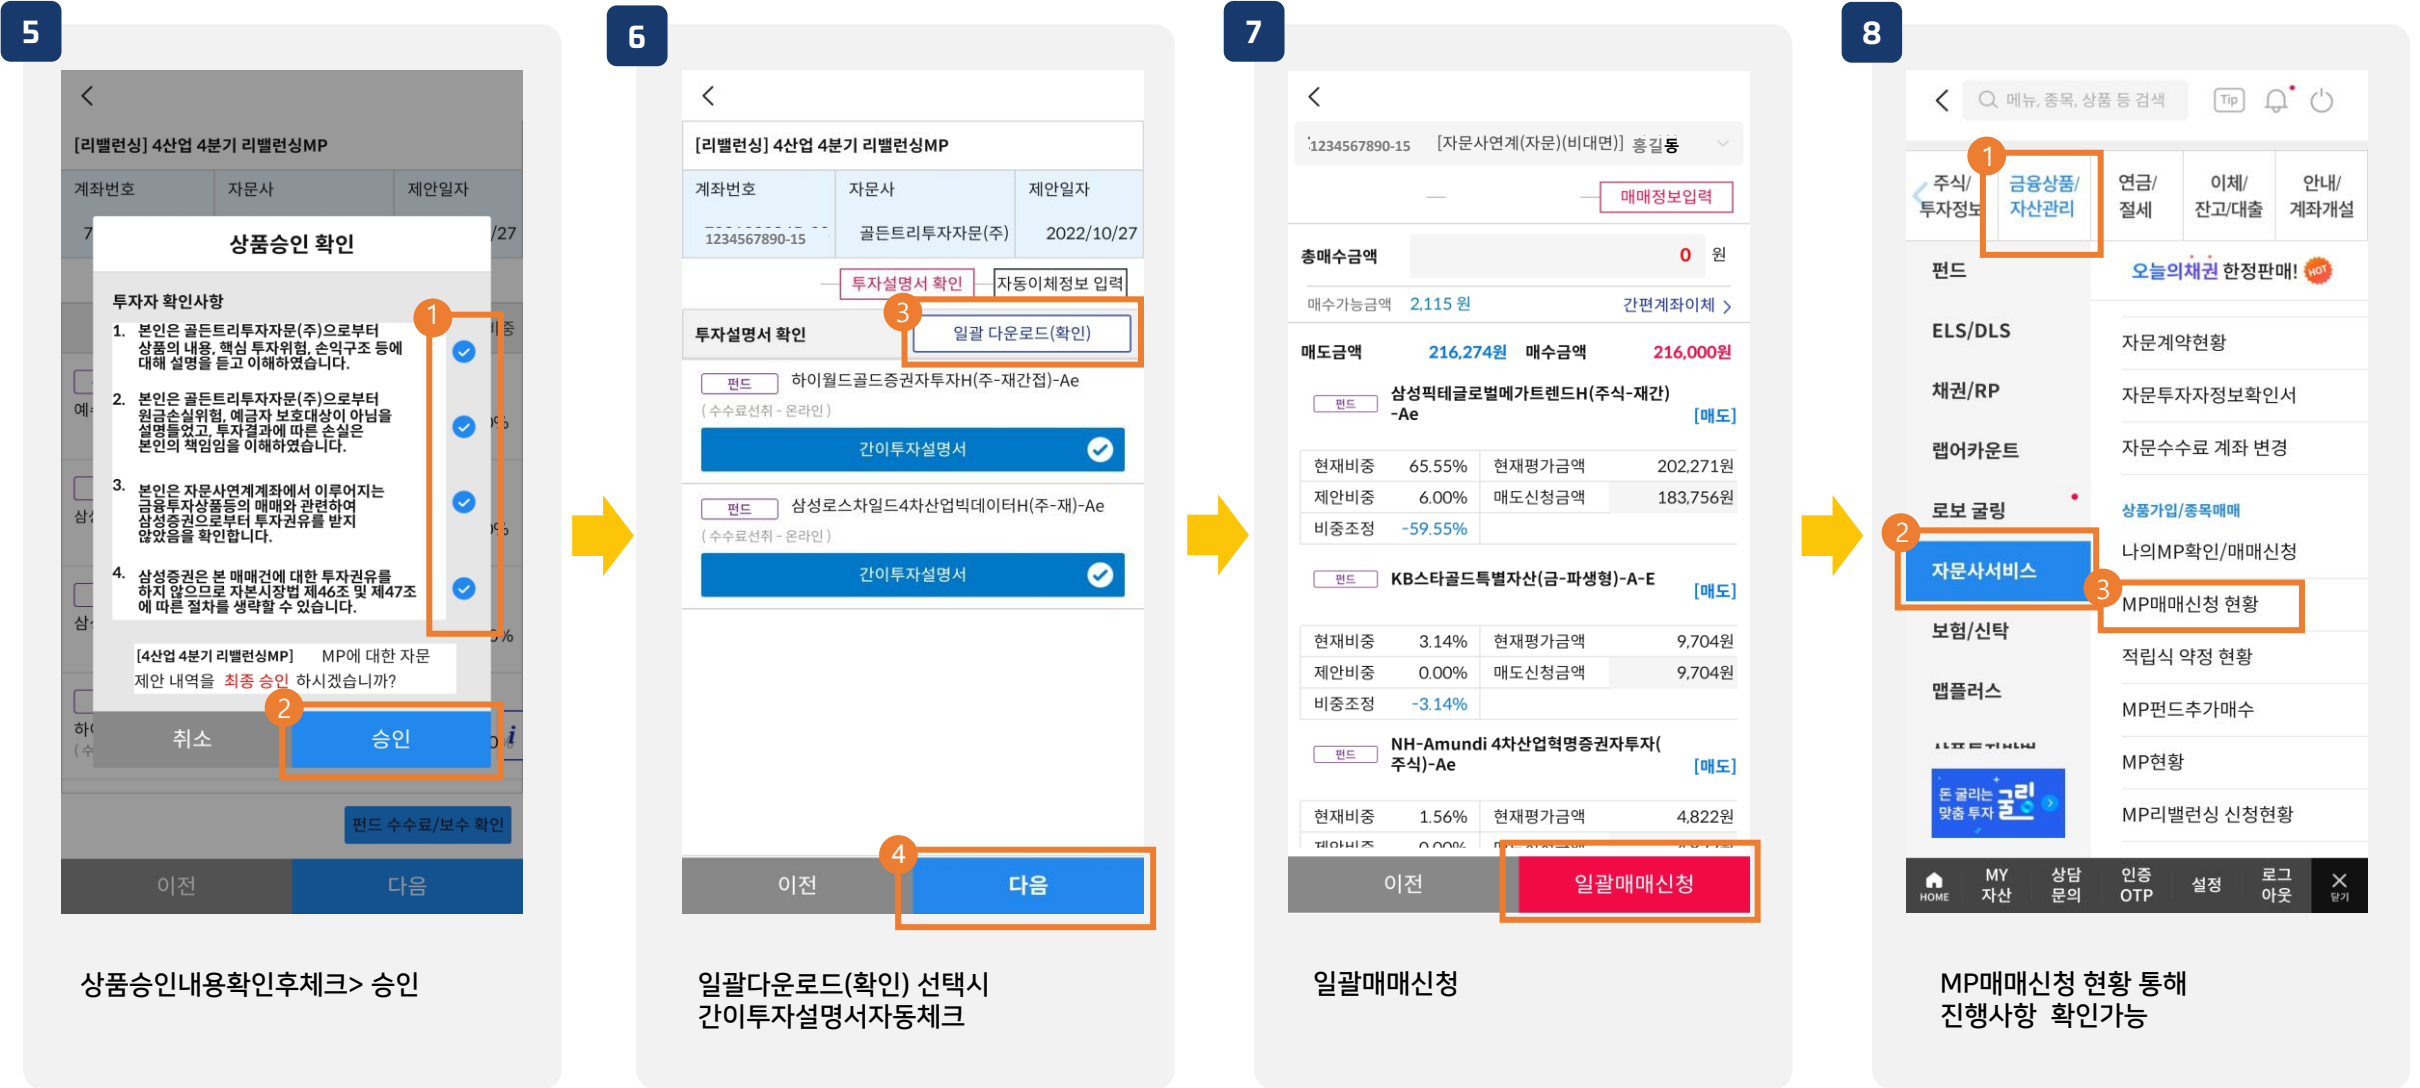 5
[리밸런싱] 4산업 4분기 리밸런싱MP
계좌번호 자문사 제안일자
7 /27
상품승인 확인
투자자 확인사항
1
1. 본인은 골든트리투자자문(주)으로부터
상품의 내용, 핵심 투자위험, 손익구조 등에
대해 설명을 듣고 이해하였습니다.
2. 본인은 골든트리투자자문(주)으로부터
원금손실위험, 예금자 보호대상이 아님을
설명들었고, 투자결과에 따른 손실은
본인의 책임임을 이해하였습니다.
3. 본인은 자문사연계계좌에서 이루어지는
금융투자상품등의 매매와 관련하여
삼성증권으로부터 투자권유를 받지
않았음을 확인합니다.
4. 삼성증권은 본 매매건에 대한 투자권유를
하지 않으므로 자본시장법 제46조 및 제47조
에 따른 절차를 생략할 수 있습니다.
[4산업 4분기 리밸런싱MP] MP에 대한 자문
제안 내역을 최종 승인 하시겠습니까?
2
취소 승인
펀드 수수료/보수 확인
이전 다음
상품승인내용확인후체크> 승인
6
[리밸런싱] 4산업 4분기 리밸런싱MP
계좌번호 자문사 제안일자
1234567890-15 골든트리투자자문(주) 2022/10/27
투자설명서 확인 자동이체정보 입력
3
투자설명서 확인 일괄 다운로드(확인)
펀드 하이월드골드증권자투자H(주-재간접)-Ae
(수수료선취 - 온라인)
간이투자설명서
펀드 삼성로스차일드4차산업빅데이터H(주-재)-Ae
(수수료선취 - 온라인)
간이투자설명서
4
이전 다음
일괄다운로드(확인) 선택시
간이투자설명서자동체크
7
1234567890-15 [자문사연계(자문)(비대면)] 홍길동
매매정보입력
총매수금액 0 원
매수가능금액 2,115 원 간편계좌이체 >
매도금액 216,274원 매수금액 216,000원
펀드 삼성픽테글로벌메가트렌드H(주식-재간)
-Ae [매도]
현재비중 65.55% 현재평가금액 202,271원
제안비중 6.00% 매도신청금액 183,756원
비중조정 -59.55%
펀드 KB스타골드특별자산(금-파생형)-A-E
[매도]
현재비중 3.14% 현재평가금액 9,704원
제안비중 0.00% 매도신청금액 9,704원
비중조정 -3.14%
펀드 NH-Amundi 4차산업혁명증권자투자(
주식)-Ae [매도]
현재비중 1.56% 현재평가금액 4,822원
이전 일괄매매신청
일괄매매신청
8
메뉴, 종목, 상품 등 검색 Tip
1
주식/ 금융상품/ 연금/ 이체/ 안내/
투자정보 자산관리 절세 잔고/대출 계좌개설
펀드
ELS/DLS
채권/RP
랩어카운트
로보 굴링
2
자문사서비스
보험/신탁
맵플러스
돈 굴리는 굴링
맞춤 투자
오늘의채권 한정판매! HOT
자문계약현황
자문투자자정보확인서
자문수수료 계좌 변경
상품가입/종목매매
나의MP확인/매매신청
3
MP매매신청 현황
적립식 약정 현황
MP펀드추가매수
MP현황
MP리밸런싱 신청현황
HOME MY 자산 상담 문의 인증 OTP 설정 로그 아웃 닫기
MP매매신청 현황 통해
진행사항 확인가능